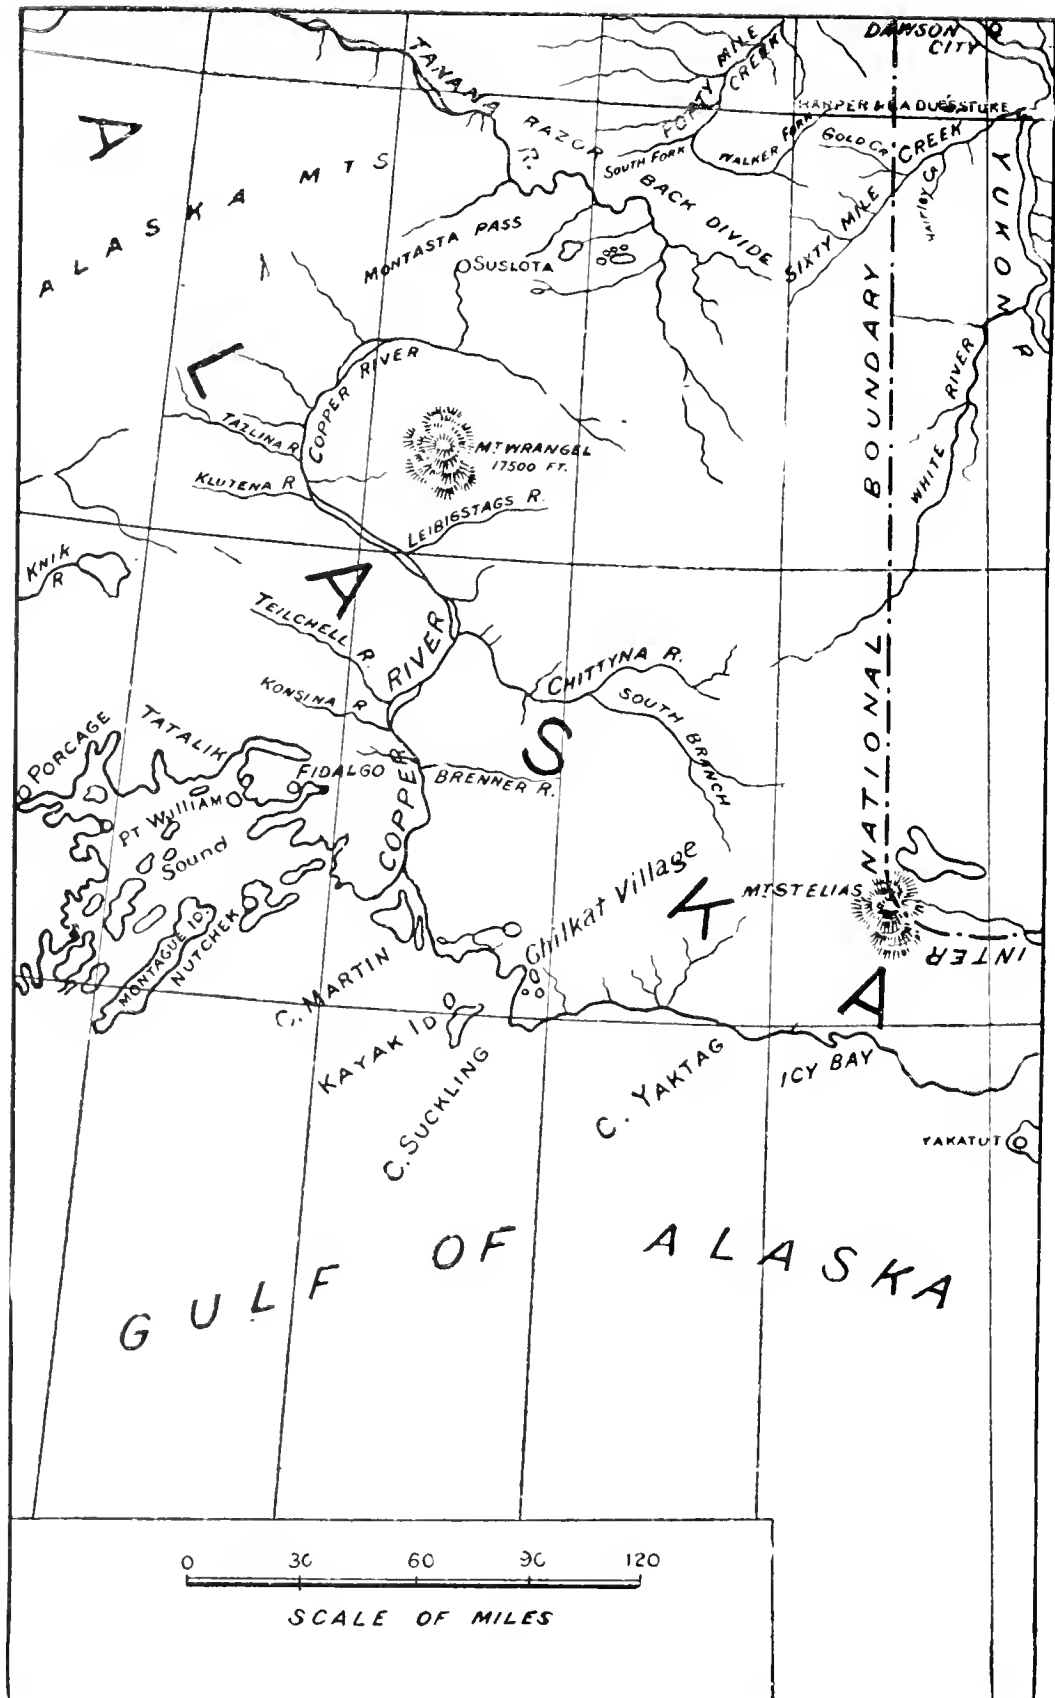 DAWSON
CITY
TANANA
R.
FORTY MILE
CREEK
HARPER & LA DUE STORE
RAZOR
BACK DIVIDE
SOUTH FORK
WALKER FORK
GOLD CR
SIXTY MILE
CREEK
YUKON
R
ALASKA MTS
MONTASTA PASS
SUSLOTA
COPPER RIVER
TAZLINA R
KLUTENA R
MT WRANGEL
17500 FT.
LEIBIGSTAGS R.
WHITE RIVER
KNIK
R
TEILCHELL R.
KONSINA R
COPPER RIVER
CHITTYNA R.
SOUTH BRANCH
BRENNER R.
PORCAGE
TATALIK
FIDALGO
PT WILLIAM
Sound
MONTAGUE ID.
NUTCHEK
C. MARTIN
Chilkat Village
KAYAK ID
C. SUCKLING
C. YAKTAG
ICY BAY
YAKATUT
MT STELIAS
INTER
NATIONAL BOUNDARY
ALASKA
GULF OF ALASKA
0 30 60 90 120
SCALE OF MILES